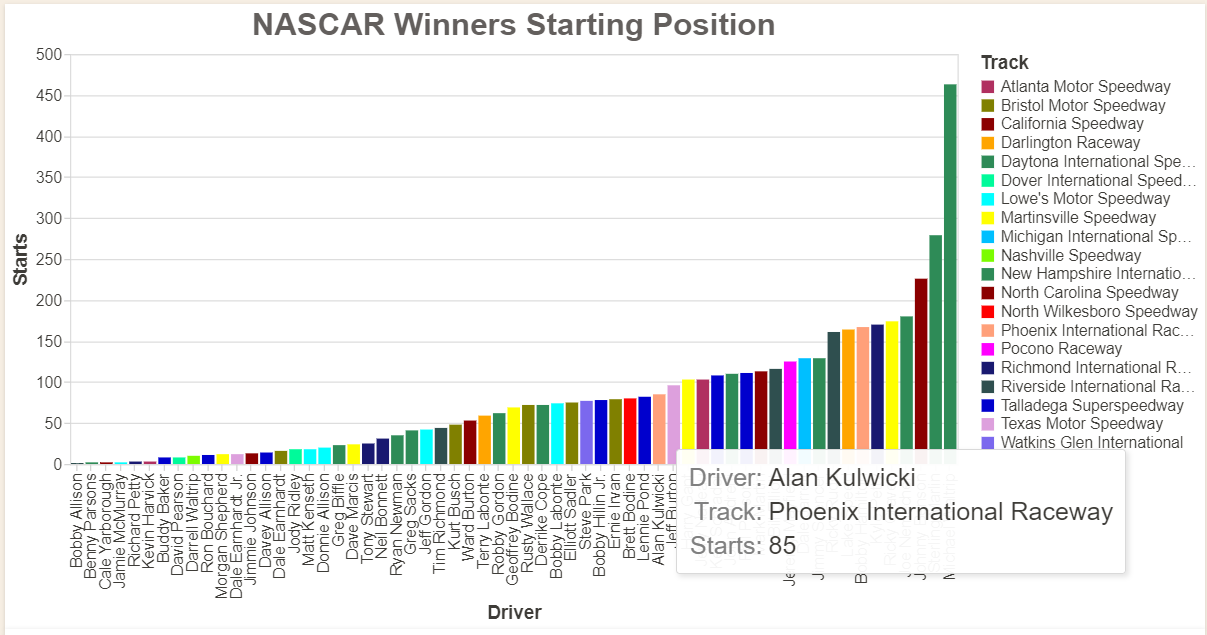 NASCAR Winners Starting Position
500
450
400
350
300
250
200
150
100
50
0
Starts
Track
Atlanta Motor Speedway
Bristol Motor Speedway
California Speedway
Darlington Raceway
Daytona International Spe…
Dover International Speed…
Lowe's Motor Speedway
Martinsville Speedway
Michigan International Sp…
Nashville Speedway
New Hampshire Internatio…
North Carolina Speedway
North Wilkesboro Speedway
Phoenix International Rac…
Pocono Raceway
Richmond International R…
Riverside International Ra…
Talladega Superspeedway
Texas Motor Speedway
Watkins Glen International
Bobby Allison
Benny Parsons
Cale Yarborough
Jamie McMurray
Richard Petty
Kevin Harvick
Buddy Baker
David Pearson
Darrell Waltrip
Ron Bouchard
Morgan Shepherd
Dale Earnhardt Jr.
Jimmie Johnson
Davey Allison
Dale Earnhardt
Jody Ridley
Matt Kenseth
Donnie Allison
Greg Biffle
Dave Marcis
Tony Stewart
Neil Bonnett
Ryan Newman
Greg Sacks
Jeff Gordon
Tim Richmond
Kurt Busch
Ward Burton
Terry Labonte
Robby Gordon
Geoffrey Bodine
Rusty Wallace
Derrike Cope
Bobby Labonte
Elliott Sadler
Steve Park
Bobby Hillin Jr.
Ernie Irvan
Brett Bodine
Lennie Pond
Alan Kulwicki
Jeff Burton
Driver: Alan Kulwicki
Track: Phoenix International Raceway
Starts: 85
Driver